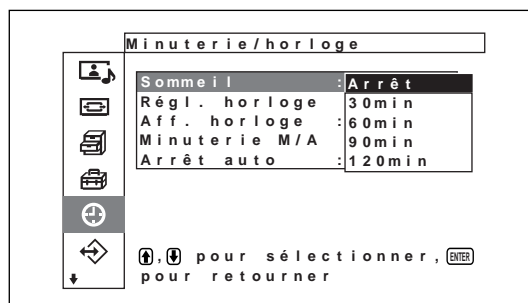 Minuterie/horloge
Sommeil :Arrêt
Régl. horloge 30min
Aff. horloge :60min
Minuterie M/A 90min
Arrêt auto :120min
, pour sélectionner, ENTER
pour retourner